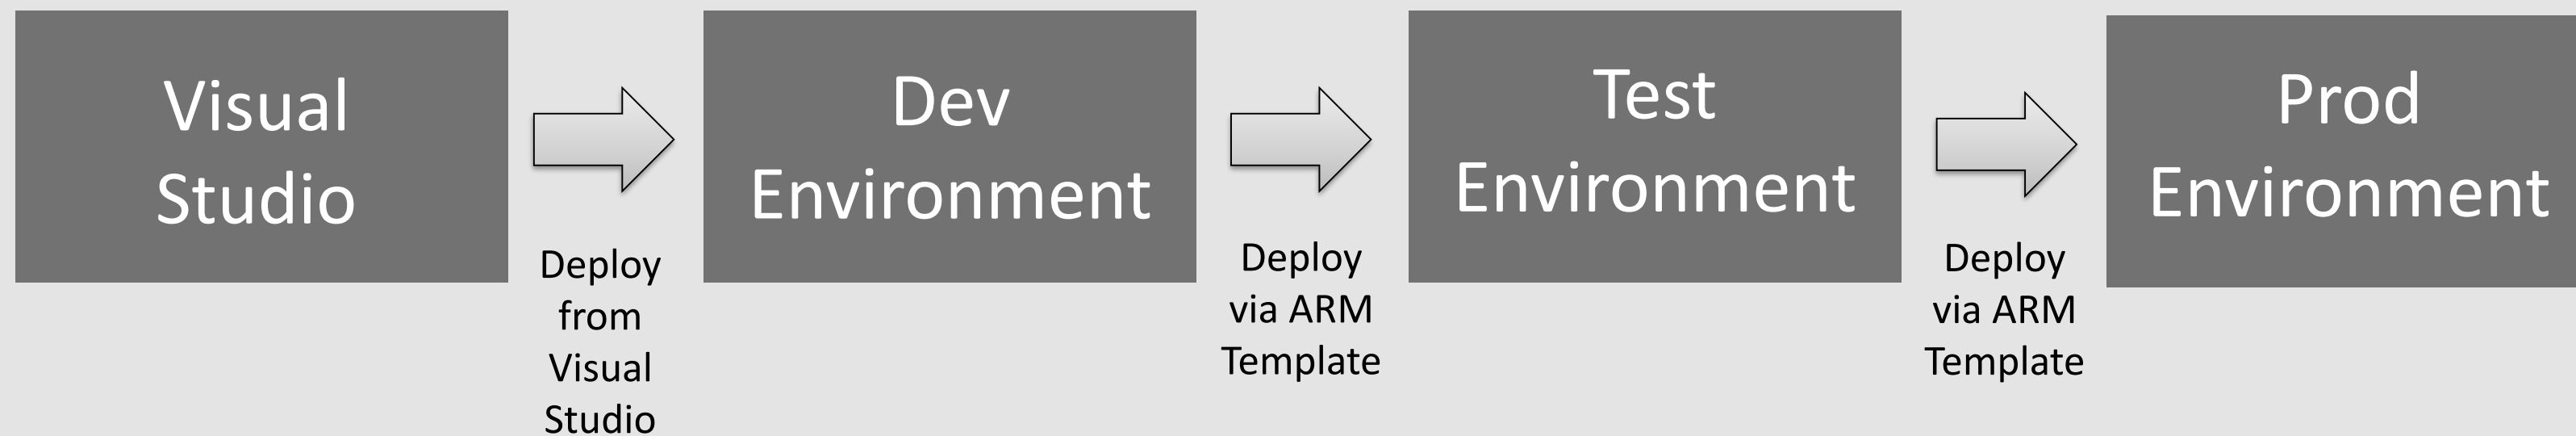 Visual
Studio
Deploy
from
Visual
Studio
Dev
Environment
Deploy
via ARM
Template
Test
Environment
Deploy
via ARM
Template
Prod
Environment